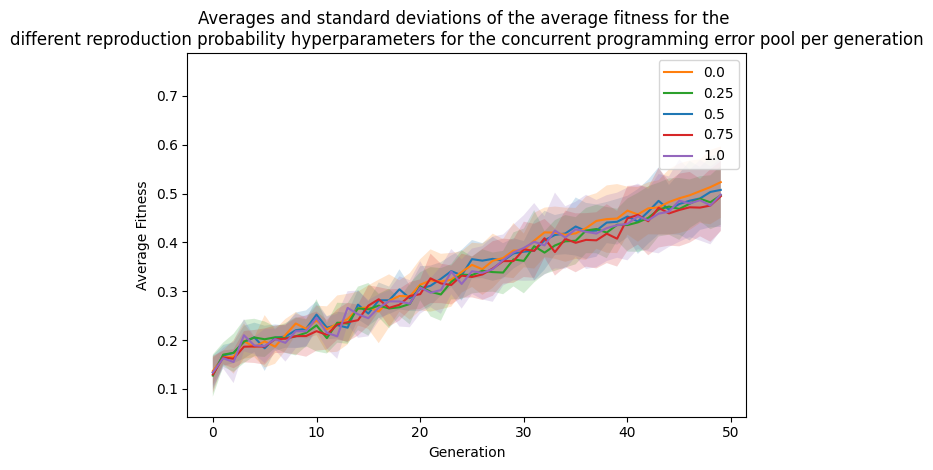 Averages and standard deviations of the average fitness for the
different reproduction probability hyperparameters for the concurrent programming error pool per generation
0.0
0.25
0.5
0.75
1.0
Average Fitness
0.7
0.6
0.5
0.4
0.3
0.2
0.1
0 10 20 30 40 50
Generation